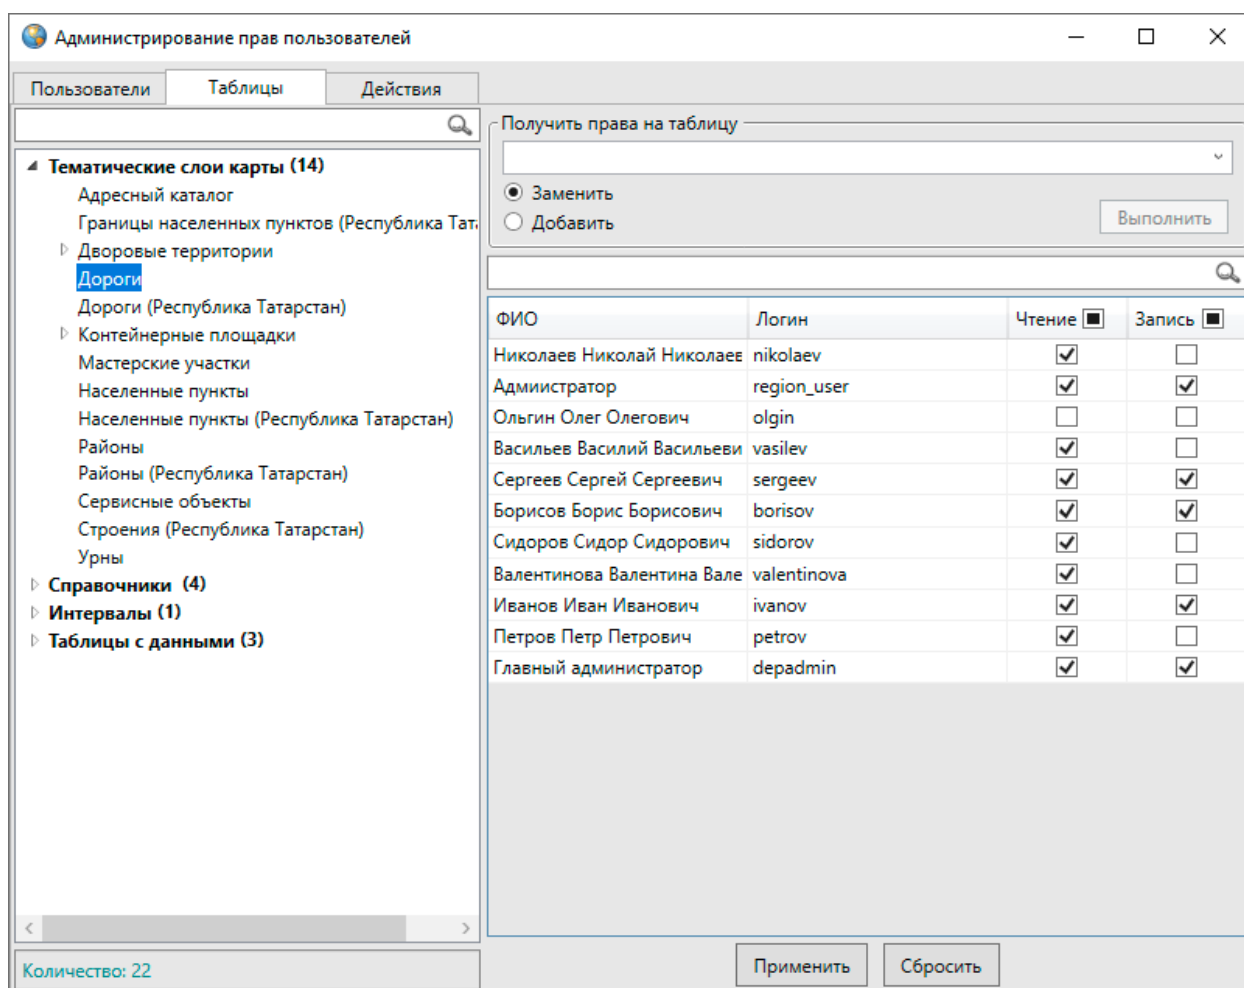 Администрирование прав пользователей
Пользователи Таблицы Действия
Тематические слои карты (14)
Адресный каталог
Границы населенных пунктов (Республика Тат
Дворовые территории
Дороги
Дороги (Республика Татарстан)
Контейнерные площадки
Мастерские участки
Населенные пункты
Населенные пункты (Республика Татарстан)
Районы
Районы (Республика Татарстан)
Сервисные объекты
Строения (Республика Татарстан)
Урны
Справочники (4)
Интервалы (1)
Таблицы с данными (3)
Количество: 22
Получить права на таблицу
Заменить
Добавить
Выполнить
ФИО Логин Чтение Запись
Николаев Николай Николаев nikolaev
Адмиистратор region_user
Ольгин Олег Олегович olgin
Васильев Василий Васильеви vasilev
Сергеев Сергей Сергеевич sergeev
Борисов Борис Борисович borisov
Сидоров Сидор Сидорович sidorov
Валентинова Валентина Вале valentinova
Иванов Иван Иванович ivanov
Петров Петр Петрович petrov
Главный администратор depadmin
Применить Сбросить